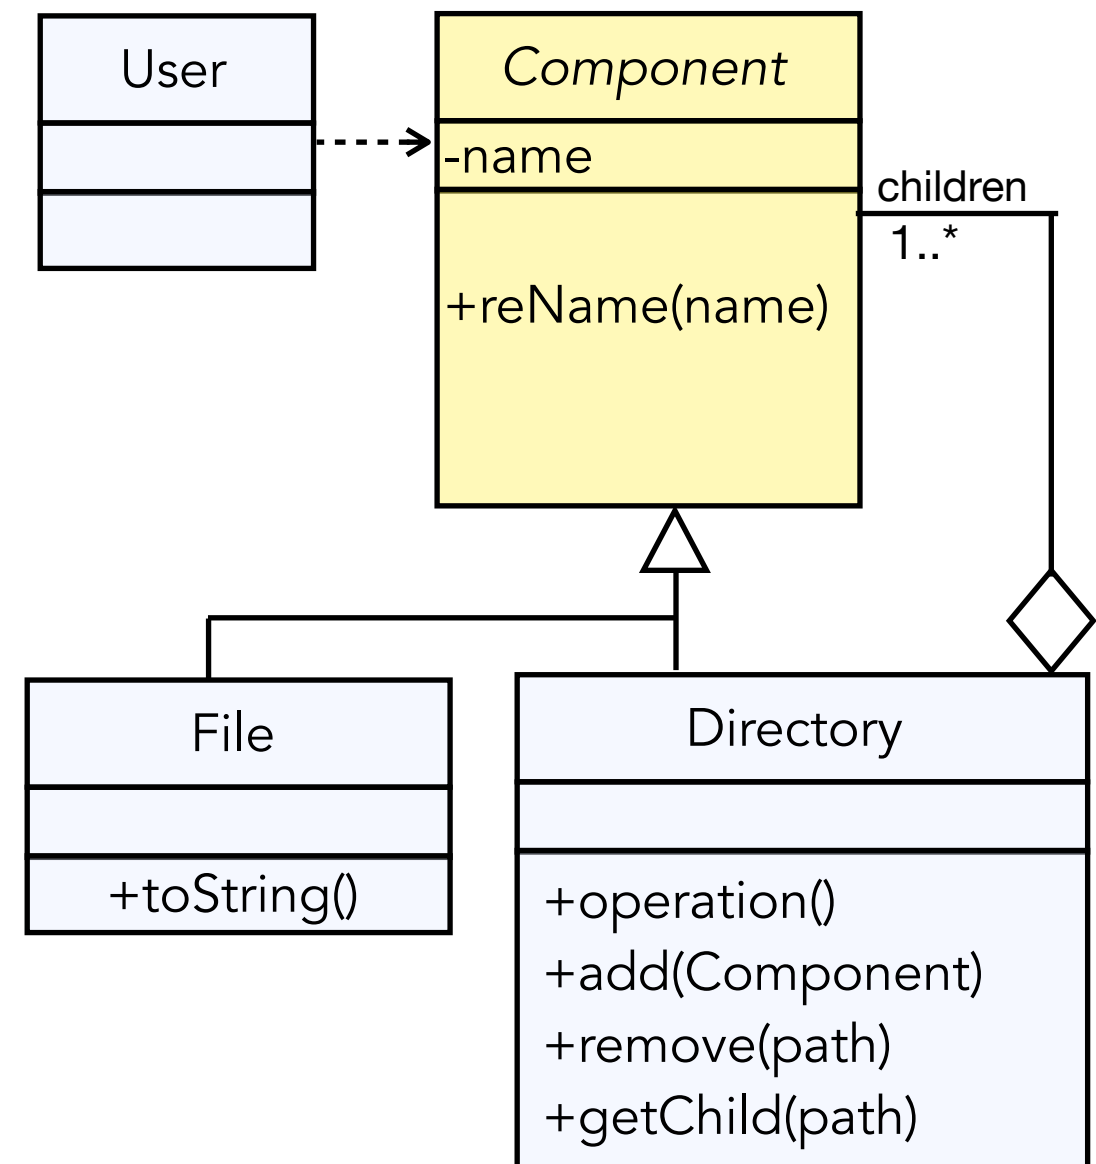 User
Component
-name
children
1..*
+reName(name)
File
+toString()
Directory
+operation()
+add(Component)
+remove(path)
+getChild(path)